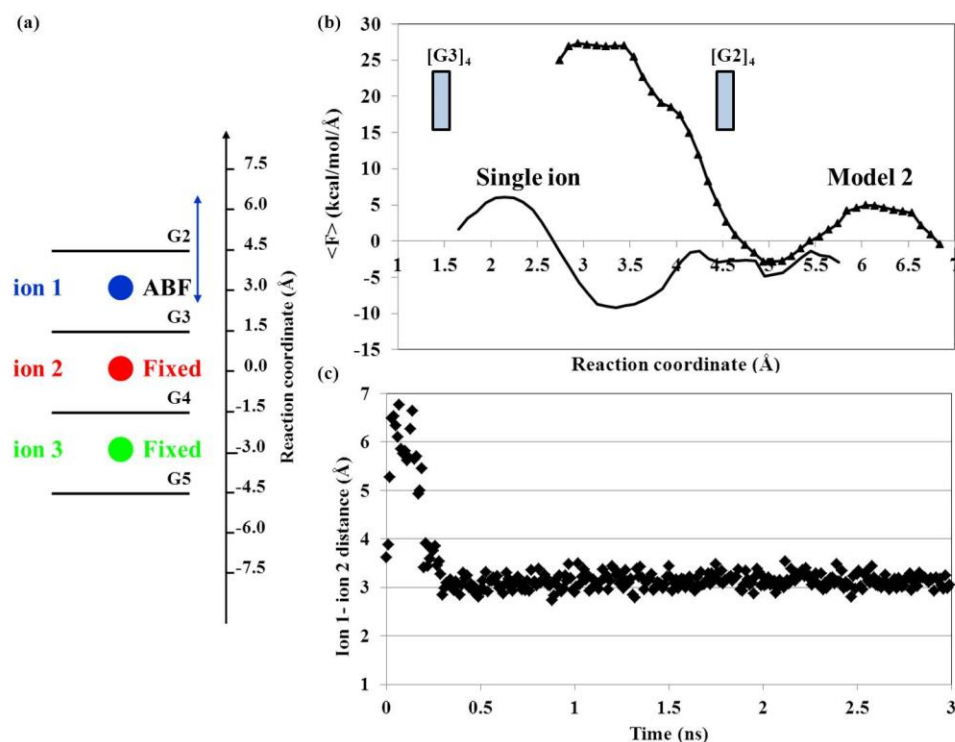 (a)
7.5
6.0
G2
4.5
ion 1
ABF
3.0
G3
1.5
ion 2
Fixed
0.0
G4
-1.5
ion 3
Fixed
-3.0
G5
-4.5
-6.0
-7.5
Reaction coordinate (Å)
(b)
30
25
20
15
10
5
0
-5
-10
-15
<F> (kcal/mol/Å)
[G3]4
[G2]4
Single ion
Model 2
1 1.5 2 2.5 3 3.5 4 4.5 5 5.5 6 6.5 7
Reaction coordinate (Å)
(c)
7
6
5
4
3
2
1
Ion 1- ion 2 distance (Å)
0 0.5 1 1.5 2 2.5 3
Time (ns)